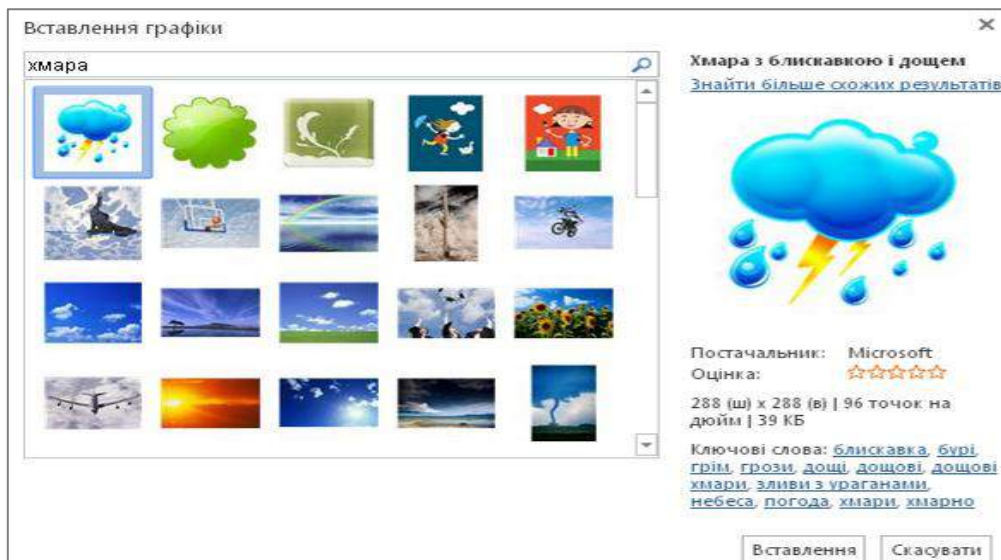 Вставлення графіки
хмара
Хмара з блискавкою і дощем
Знайти більше схожих результатів
Постачальник: Microsoft
Оцінка:
288 (ш) x 288 (в) | 96 точок на
дюйм | 39 КБ
Ключові слова: блискавка, бурі,
грім, грози, дощі, дощові, дощові
хмари, зливи з ураганами,
небеса, погода, хмари, хмарно
Вставлення
Скасувати